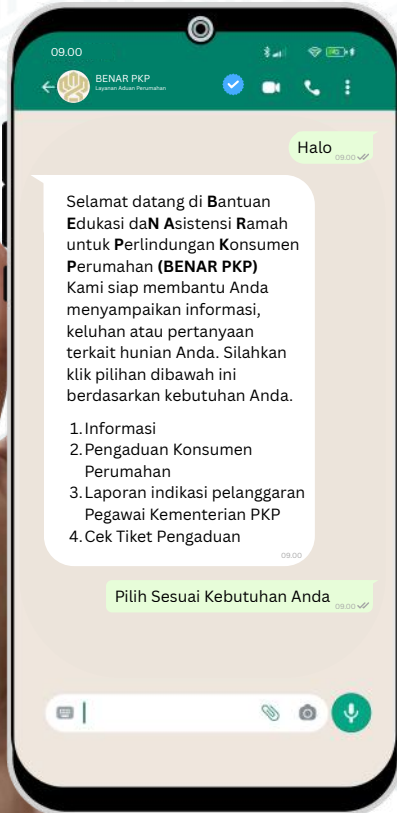 09.00
BENAR PKP
Layanan Aduan Perumahan
Halo
09.00
Selamat datang di Bantuan
Edukasi daN Asistensi Ramah
untuk Perlindungan Konsumen
Perumahan (BENAR PKP)
Kami siap membantu Anda
menyampaikan informasi,
keluhan atau pertanyaan
terkait hunian Anda. Silahkan
klik pilihan dibawah ini
berdasarkan kebutuhan Anda.
1. Informasi
2. Pengaduan Konsumen
Perumahan
3. Laporan indikasi pelanggaran
Pegawai Kementerian PKP
4. Cek Tiket Pengaduan
09.00
Pilih Sesuai Kebutuhan Anda
09.00